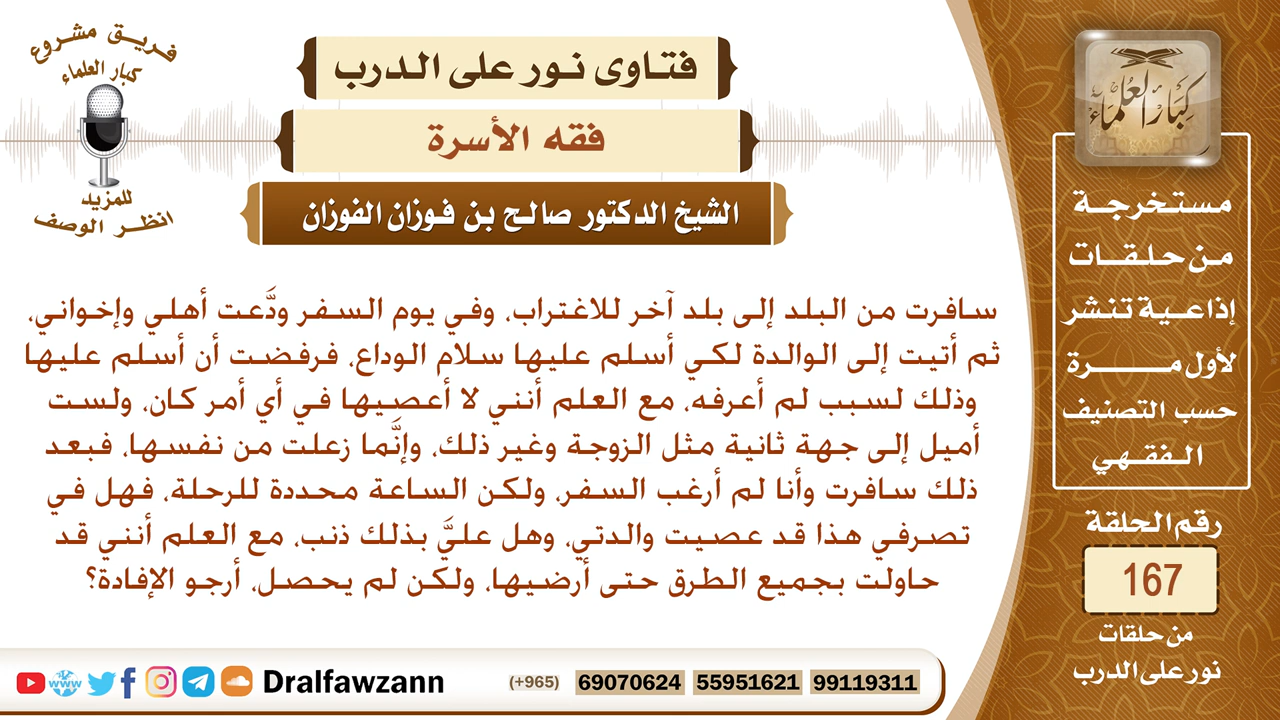 فريق مشروع
كبار العلماء
للمزيد
انظر الوصف
فتاوى نور على الدرب
فقه الأسرة
الشيخ الدكتور صالح بن فوزان الفوزان
كبار العلماء
مستخرجة
من حلقات
إذاعية تنشر
لأول مرة
حسب التصنيف
الفقهي
رقم الحلقة
167
من حلقات
نور على الدرب
سافرت من البلد إلى بلد آخر للاغتراب، وفي يوم السفر ودَّعت أهلي وإخواني،
ثم أتيت إلى الوالدة لكي أسلم عليها سلام الوداع، فرفضت أن أسلم عليها
وذلك لسبب لم أعرفه، مع العلم أنني لا أعصيها في أي أمر كان، ولست
أميل إلى جهة ثانية مثل الزوجة وغير ذلك، وإنَّما زعلت من نفسها، فبعد
ذلك سافرت وأنا لم أرغب السفر، ولكن الساعة محددة للرحلة، فهل في
تصرفي هذا قد عصيت والدتي، وهل عليَّ بذلك ذنب، مع العلم أنني قد
حاولت بجميع الطرق حتى أرضيها، ولكن لم يحصل، أرجو الإفادة؟
www
Dralfawzann
(+965) 69070624 55951621 99119311